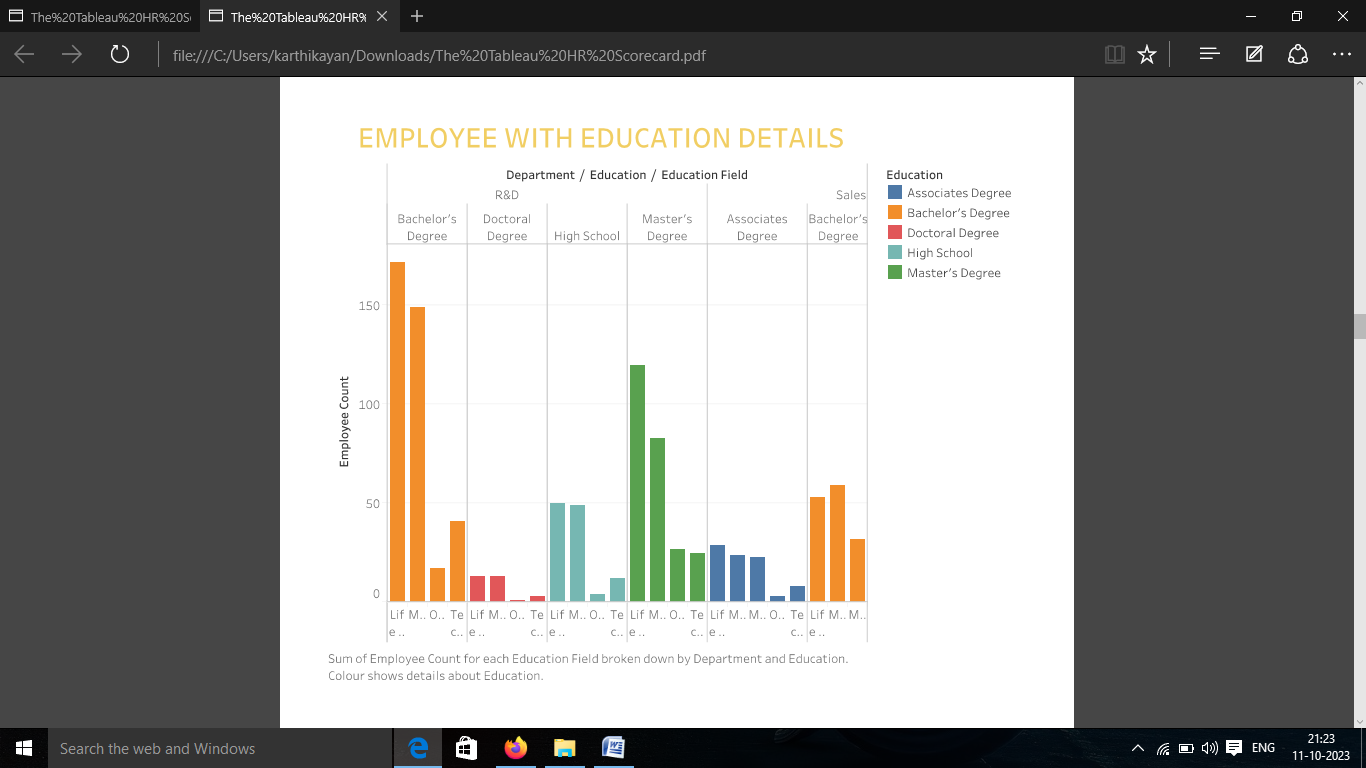 The%20Tableau%20HR%20S
The%20Tableau%20HR%
file:///C:/Users/karthikayan/Downloads/The%20Tableau%20HR%20Scorecard.pdf
EMPLOYEE WITH EDUCATION DETAILS
Department / Education / Education Field
R&D Sales
Bachelor's Degree
Doctoral Degree
High School
Master's Degree
Associates Degree
Bachelor's Degree
Education
Associates Degree
Bachelor's Degree
Doctoral Degree
High School
Master's Degree
Employee Count
150
100
50
0
Lif M.. O.. Te Lif M.. O.. Te Lif M.. O.. Te Lif M.. O.. Te Lif M.. M.. O.. Te Lif M.. M..
e .. c.. e .. c.. e .. c.. e .. c.. e .. c.. e ..
Sum of Employee Count for each Education Field broken down by Department and Education.
Colour shows details about Education.
Search the web and Windows
ENG
21:23
11-10-2023